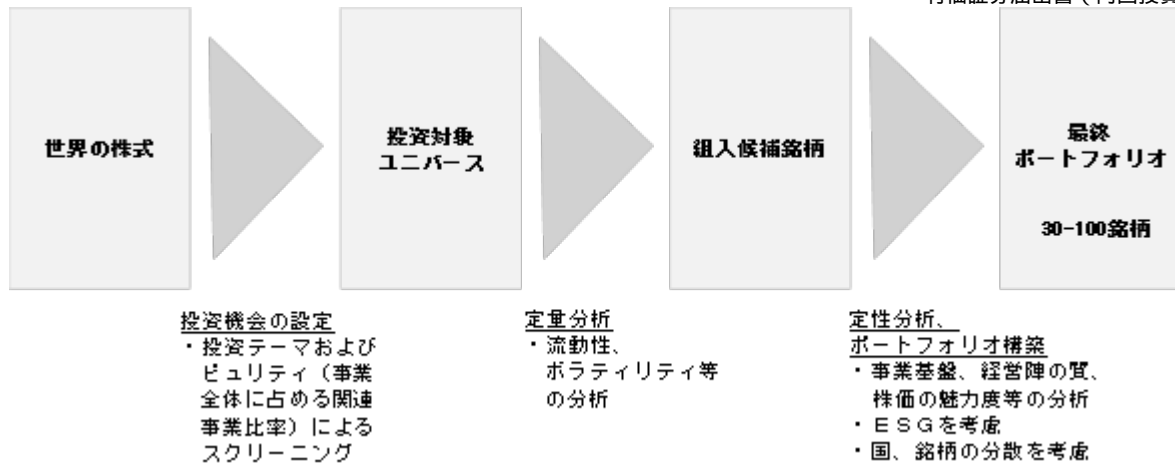 世界の株式
投資対象
ユニバース
組入候補銘柄
最終
ポートフォリオ
30-100銘柄
投資機会の設定
・投資テーマおよび
ピュリティ（事業
全体に占める関連
事業比率）による
スクリーニング
定量分析
・流動性、
ボラティリティ等
の分析
定性分析、
ポートフォリオ構築
・事業基盤、経営陣の質、
株価の魅力度等の分析
・ＥＳＧを考慮
・国、銘柄の分散を考慮